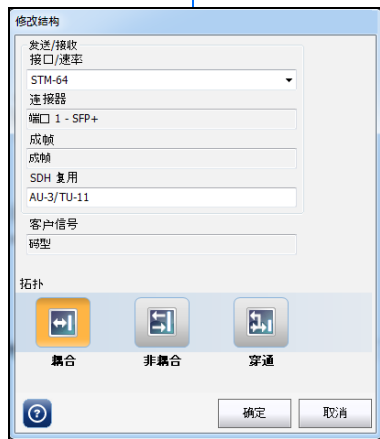 修改结构
发送/接收
接口/速率
STM-64
连接器
端口 1 - SFP+
成帧
成帧
SDH 复用
AU-3/TU-11
客户信号
码型
拓扑
耦合 非耦合 穿通
? 确定 取消